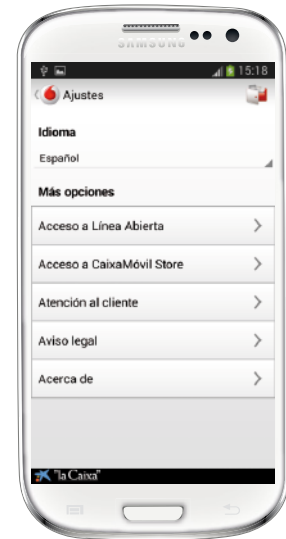 SAMSUNG
15:18
Ajustes
Idioma
Español
Más opciones
Acceso a Línea Abierta
Acceso a CaixaMóvil Store
Atención al cliente
Aviso legal
Acerca de
"la Caixa"